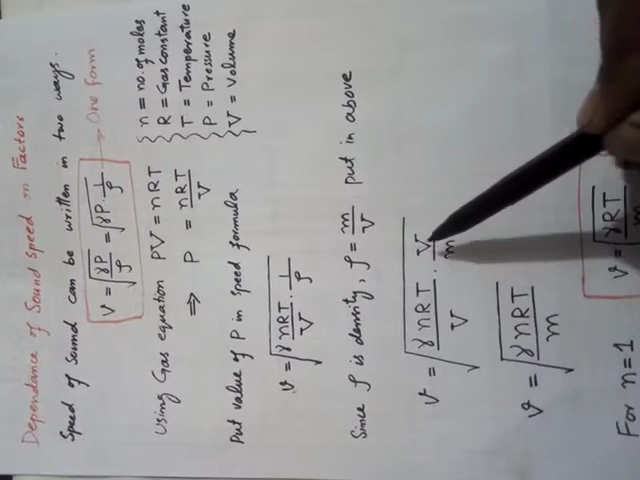 Dependance of Sound speed on Factors
Speed of Sound can be written in two ways.
V = √(γP/ρ) = √(γP · 1/ρ) → One form
Using Gas equation PV = nRT
⇒ P = nRT/V
n = no. of moles
R = Gas constant
T = Temperature
P = Pressure
V = Volume
Put value of P in speed formula
v = √(γnRT/V · 1/ρ)
Since ρ is density, ρ = m/V put in above
v = √(γnRT/V · V/m)
v = √(γnRT/m)
For n=1 v = √(γRT/m)